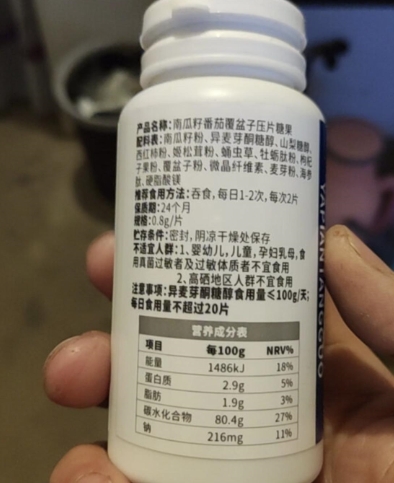 产品名称:南瓜籽番茄覆盆子压片糖果
配料表:南瓜籽粉、异麦芽酮糖醇、山梨糖醇、
西红柿粉、姬松茸粉、蛹虫草、牡蛎肽粉、枸杞
子果粉、覆盆子粉、微晶纤维素、麦芽粉、海参
肽、硬脂酸镁
推荐食用方法:吞食,每日1-2次,每次2片
保质期:24个月
规格:0.8g/片
贮存条件:密封,阴凉干燥处保存
不适宜人群:1、婴幼儿,儿童,孕妇乳母,食
用真菌过敏者及过敏体质者不宜食用
2、高硒地区人群不宜食用
注意事项:异麦芽酮糖醇食用量≤100g/天;
每日食用量不超过20片
营养成分表
项目 每100g NRV%
能量 1486kJ 18%
蛋白质 2.9g 5%
脂肪 1.9g 3%
碳水化合物 80.4g 27%
钠 216mg 11%
YAPIANTANGGUO